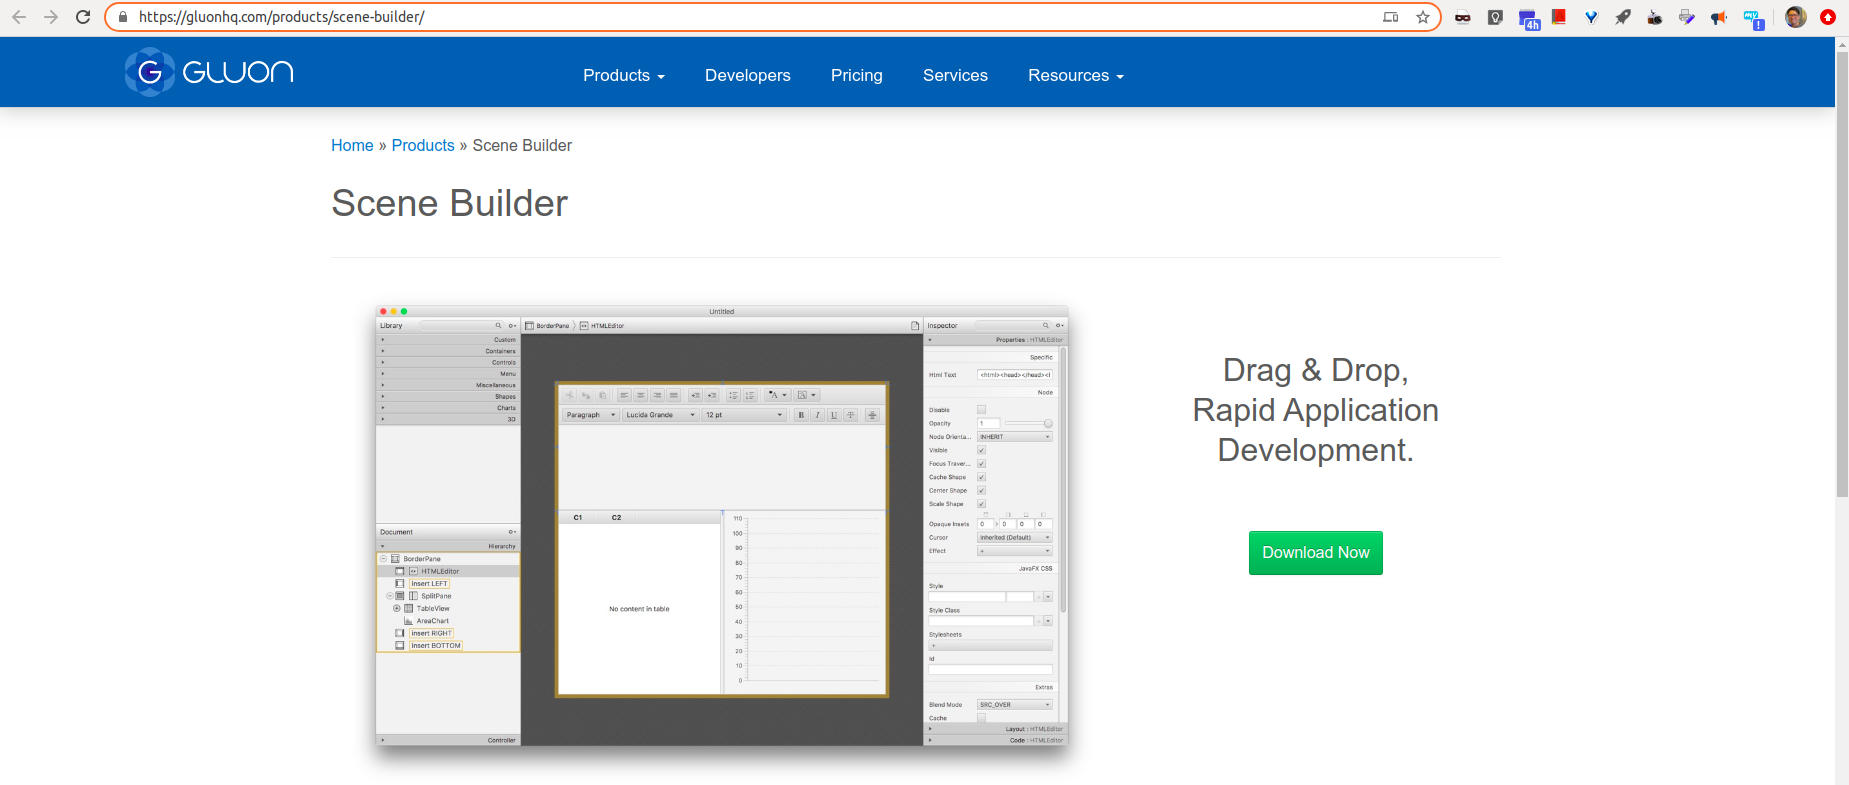 https://gluonhq.com/products/scene-builder/
4h
!
GLUON
Products
Developers
Pricing
Services
Resources
Home » Products » Scene Builder
Scene Builder
Untitled
Library
Custom
Containers
Controls
Menu
Miscellaneous
Shapes
Charts
3D
Document
Hierarchy
BorderPane
HTMLEditor
insert LEFT
SplitPane
TableView
AreaChart
insert RIGHT
insert BOTTOM
Controller
BorderPane
HTMLEditor
Paragraph
Lucida Grande
12 pt
B I U
C1
C2
No content in table
110
100
90
80
70
60
50
40
30
20
10
0
Inspector
Properties : HTMLEditor
Specific
Html Text
<html><head></head><l
Node
Disable
Opacity
1
Node Orienta...
INHERIT
Visible
Focus Traver...
Cache Shape
Center Shape
Scale Shape
Opaque Insets
0
0
0
0
Cursor
Inherited (Default)
Effect
+
JavaFX CSS
Style
Style Class
Stylesheets
+
Id
Extras
Blend Mode
SRC_OVER
Cache
Layout : HTMLEditor
Code : HTMLEditor
Drag & Drop,
Rapid Application
Development.
Download Now